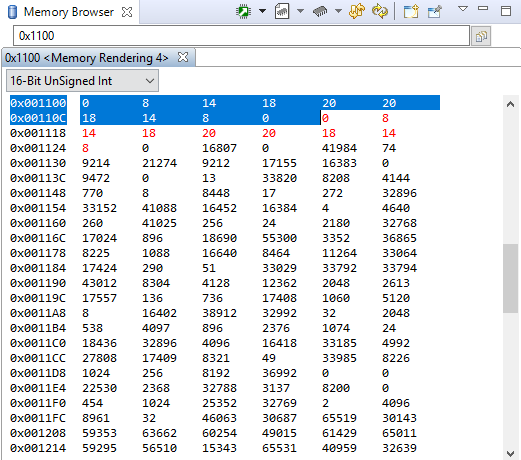 Memory Browser
0x1100
0x1100 <Memory Rendering 4>
16-Bit UnSigned Int
0x001100 0 8 14 18 20 20
0x00110C 18 14 8 0 0 8
0x001118 14 18 20 20 18 14
0x001124 8 0 16807 0 41984 74
0x001130 9214 21274 9212 17155 16383 0
0x00113C 9472 0 13 33820 8208 4144
0x001148 770 8 8448 17 272 32896
0x001154 33152 41088 16452 16384 4 4640
0x001160 260 41025 256 24 2180 32768
0x00116C 17024 896 18690 55300 3352 36865
0x001178 8225 1088 16640 8464 11264 33064
0x001184 17424 290 51 33029 33792 33794
0x001190 43012 8304 4128 12362 2048 2613
0x00119C 17557 136 736 17408 1060 5120
0x0011A8 8 16402 38912 32992 32 2048
0x0011B4 538 4097 896 2376 1074 24
0x0011C0 18436 32896 4096 16418 33185 4992
0x0011CC 27808 17409 8321 49 33985 8226
0x0011D8 1024 256 8192 36992 0 0
0x0011E4 22530 2368 32788 3137 8200 0
0x0011F0 454 1024 25352 32769 2 4096
0x0011FC 8961 32 46063 30687 65519 30143
0x001208 59353 63662 60254 49015 61429 65011
0x001214 59295 56510 15343 65531 40959 32639